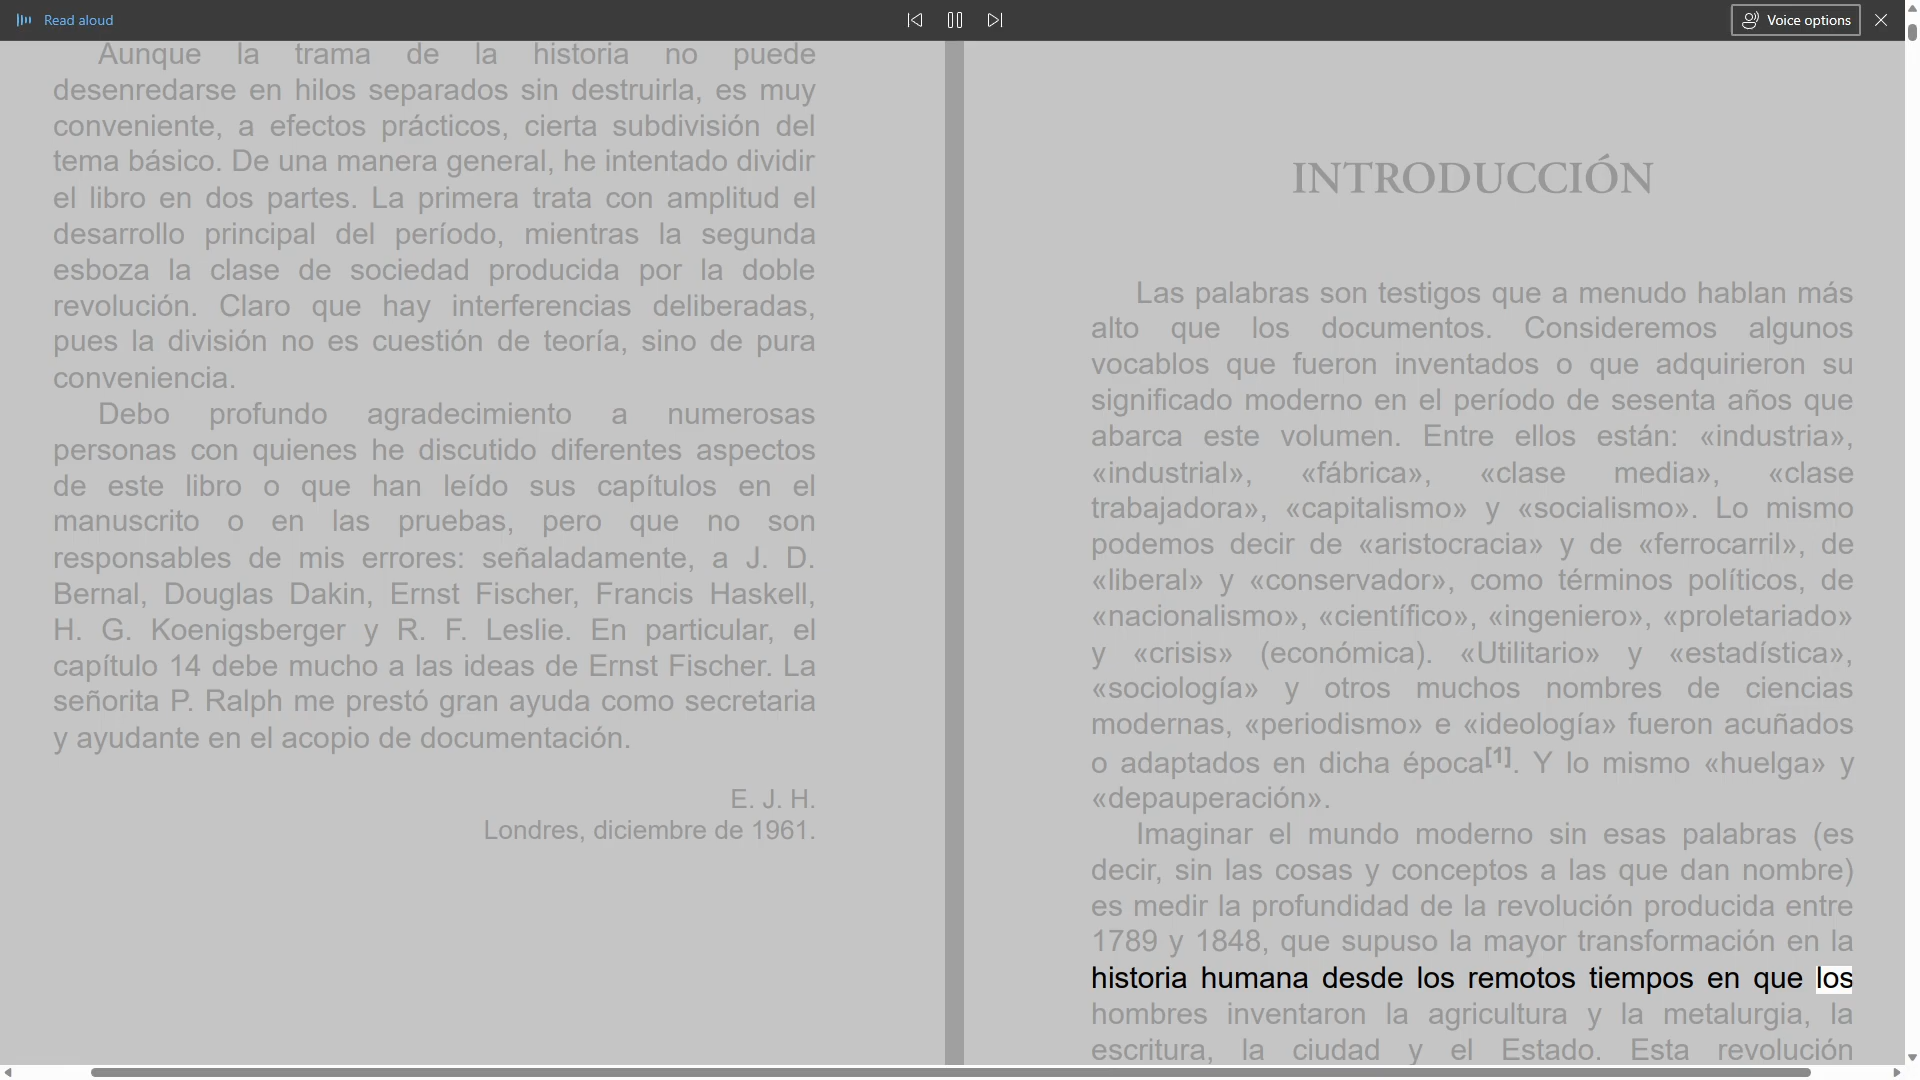 Read aloud
Voice options
Aunque la trama de la historia no puede
desenredarse en hilos separados sin destruirla, es muy
conveniente, a efectos prácticos, cierta subdivisión del
tema básico. De una manera general, he intentado dividir
el libro en dos partes. La primera trata con amplitud el
desarrollo principal del período, mientras la segunda
esboza la clase de sociedad producida por la doble
revolución. Claro que hay interferencias deliberadas,
pues la división no es cuestión de teoría, sino de pura
conveniencia.
Debo profundo agradecimiento a numerosas
personas con quienes he discutido diferentes aspectos
de este libro o que han leído sus capítulos en el
manuscrito o en las pruebas, pero que no son
responsables de mis errores: señaladamente, a J. D.
Bernal, Douglas Dakin, Ernst Fischer, Francis Haskell,
H. G. Koenigsberger y R. F. Leslie. En particular, el
capítulo 14 debe mucho a las ideas de Ernst Fischer. La
señorita P. Ralph me prestó gran ayuda como secretaria
y ayudante en el acopio de documentación.
E. J. H.
Londres, diciembre de 1961.
INTRODUCCIÓN
Las palabras son testigos que a menudo hablan más
alto que los documentos. Consideremos algunos
vocablos que fueron inventados o que adquirieron su
significado moderno en el período de sesenta años que
abarca este volumen. Entre ellos están: «industria»,
«industrial», «fábrica», «clase media», «clase
trabajadora», «capitalismo» y «socialismo». Lo mismo
podemos decir de «aristocracia» y de «ferrocarril», de
«liberal» y «conservador», como términos políticos, de
«nacionalismo», «científico», «ingeniero», «proletariado»
y «crisis» (económica). «Utilitario» y «estadística»,
«sociología» y otros muchos nombres de ciencias
modernas, «periodismo» e «ideología» fueron acuñados
o adaptados en dicha época[1]. Y lo mismo «huelga» y
«depauperación».
Imaginar el mundo moderno sin esas palabras (es
decir, sin las cosas y conceptos a las que dan nombre)
es medir la profundidad de la revolución producida entre
1789 y 1848, que supuso la mayor transformación en la
historia humana desde los remotos tiempos en que los
hombres inventaron la agricultura y la metalurgia, la
escritura, la ciudad y el Estado. Esta revolución